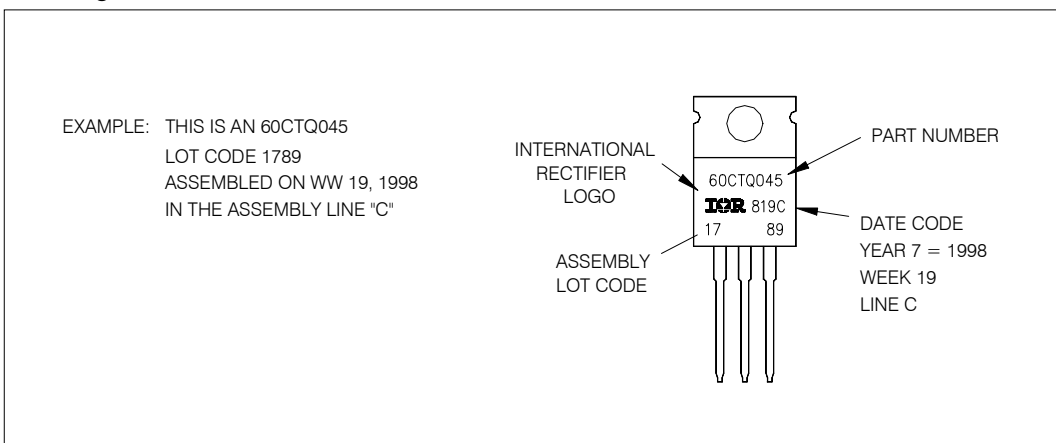 EXAMPLE: THIS IS AN 60CTQ045
LOT CODE 1789
ASSEMBLED ON WW 19, 1998
IN THE ASSEMBLY LINE "C"
INTERNATIONAL
RECTIFIER
LOGO
ASSEMBLY
LOT CODE
60CTQ045
IOR 819C
17 89
PART NUMBER
DATE CODE
YEAR 7 = 1998
WEEK 19
LINE C